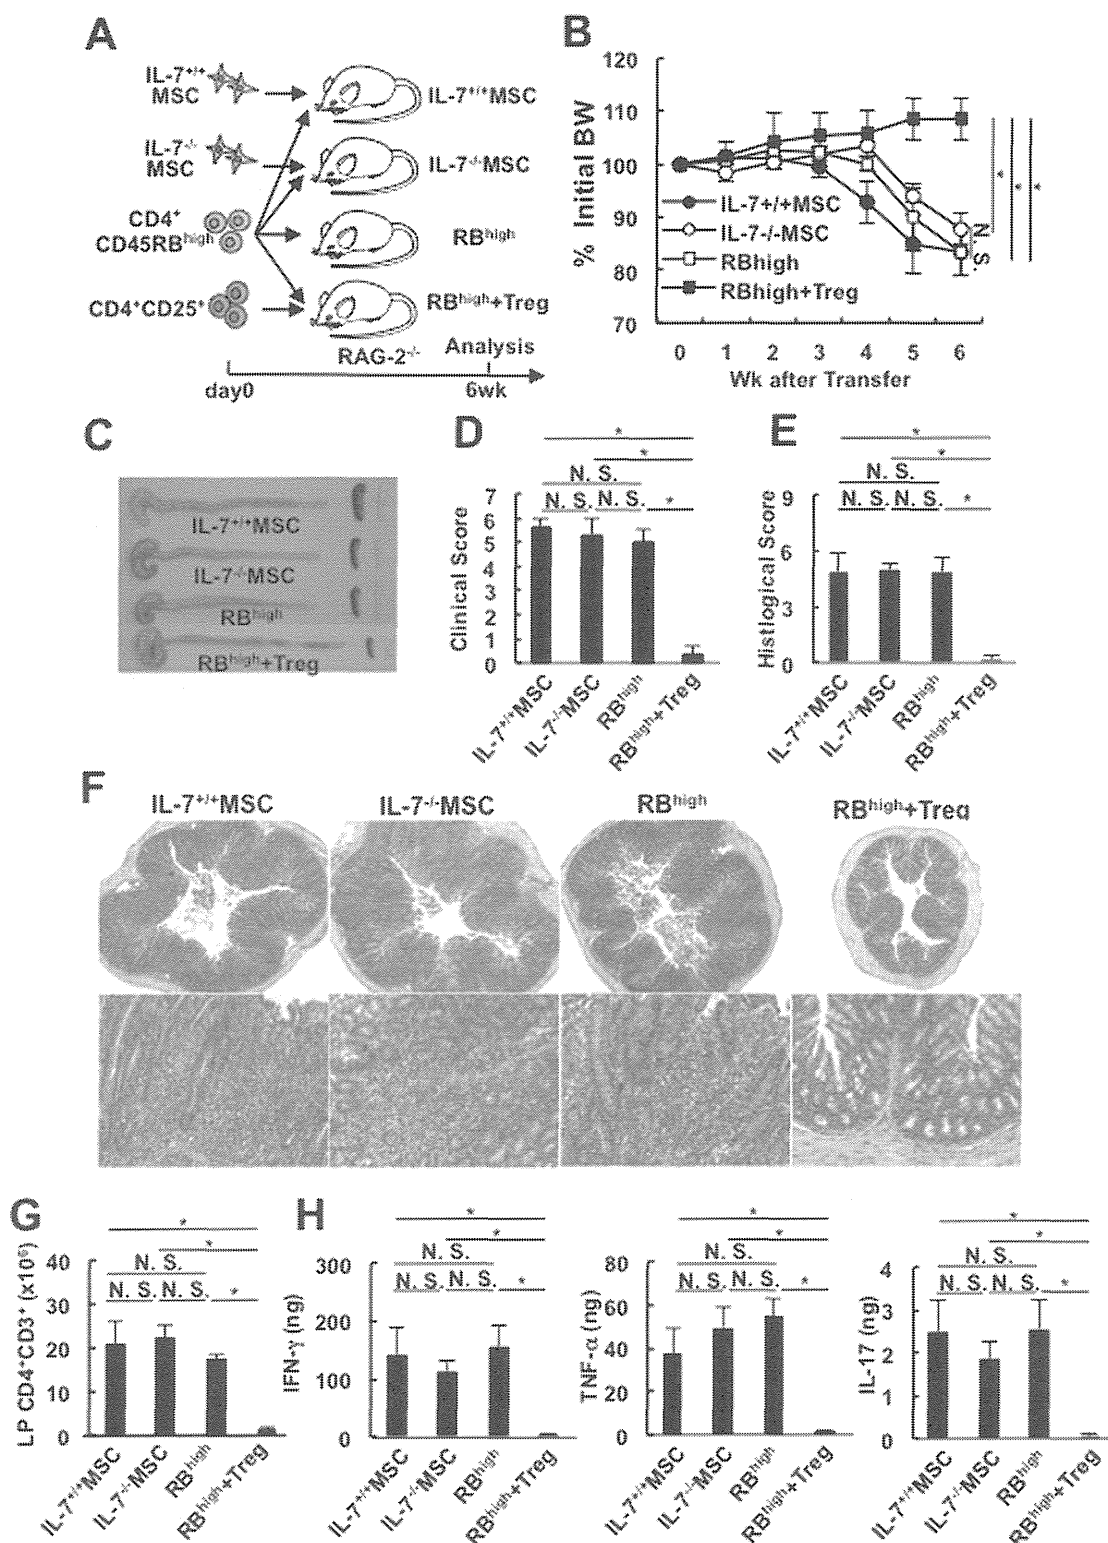 A
IL-7+/+
MSC
IL-7+/+MSC
IL-7-/-
MSC
IL-7-/-MSC
CD4+
CD45RBhigh
RBhigh
CD4+CD25+
RBhigh+Treg
RAG-2-/-
Analysis
day0
6wk
B
% Initial BW
120
110
100
90
80
70
IL-7+/+MSC
IL-7-/-MSC
RBhigh
RBhigh+Treg
* * *
N. S.
0 1 2 3 4 5 6
Wk after Transfer
C
IL-7+/+MSC
IL-7-/-MSC
RBhigh
RBhigh+Treg
D
*
*
N. S.
N. S. N. S. *
Clinical Score
7
6
5
4
3
2
1
0
IL-7+/+MSC
IL-7-/-MSC
RBhigh
RBhigh+Treg
E
*
*
N. S.
N. S. N. S. *
Histlogical Score
9
6
3
0
IL-7+/+MSC
IL-7-/-MSC
RBhigh
RBhigh+Treg
F
IL-7+/+MSC
IL-7-/-MSC
RBhigh
RBhigh+Treg
G
*
*
N. S.
N. S. N. S. *
LP CD4+CD3+ (x10⁶)
40
30
20
10
0
IL-7+/+MSC
IL-7-/-MSC
RBhigh
RBhigh+Treg
H
*
*
N. S.
N. S. N. S. *
IFN-γ (ng)
300
200
100
0
IL-7+/+MSC
IL-7-/-MSC
RBhigh
RBhigh+Treg
*
*
N. S.
N. S. N. S. *
TNF-α (ng)
80
60
40
20
0
IL-7+/+MSC
IL-7-/-MSC
RBhigh
RBhigh+Treg
*
*
N. S.
N. S. N. S. *
IL-17 (ng)
4
3
2
1
0
IL-7+/+MSC
IL-7-/-MSC
RBhigh
RBhigh+Treg